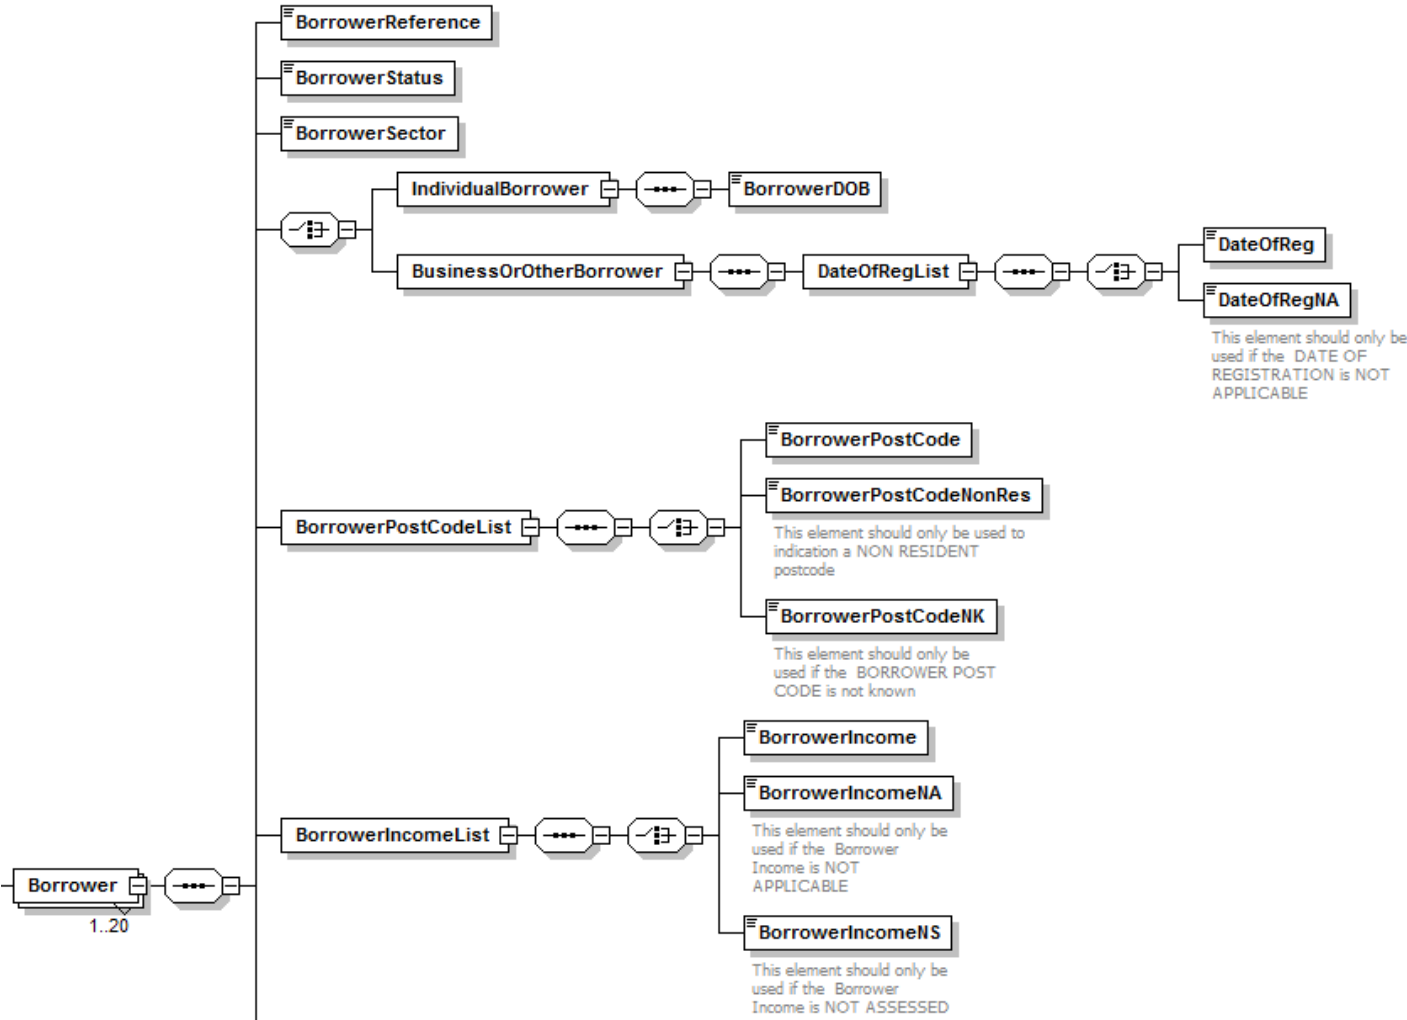 BorrowerReference
BorrowerStatus
BorrowerSector
IndividualBorrower
BorrowerDOB
BusinessOrOtherBorrower
DateOfRegList
DateOfReg
DateOfRegNA
This element should only be
used if the DATE OF
REGISTRATION is NOT
APPLICABLE
BorrowerPostCodeList
BorrowerPostCode
BorrowerPostCodeNonRes
This element should only be used to
indication a NON RESIDENT
postcode
BorrowerPostCodeNK
This element should only be
used if the BORROWER POST
CODE is not known
BorrowerIncomeList
BorrowerIncome
BorrowerIncomeNA
This element should only be
used if the Borrower
Income is NOT
APPLICABLE
BorrowerIncomeNS
This element should only be
used if the Borrower
Income is NOT ASSESSED
Borrower
1..20